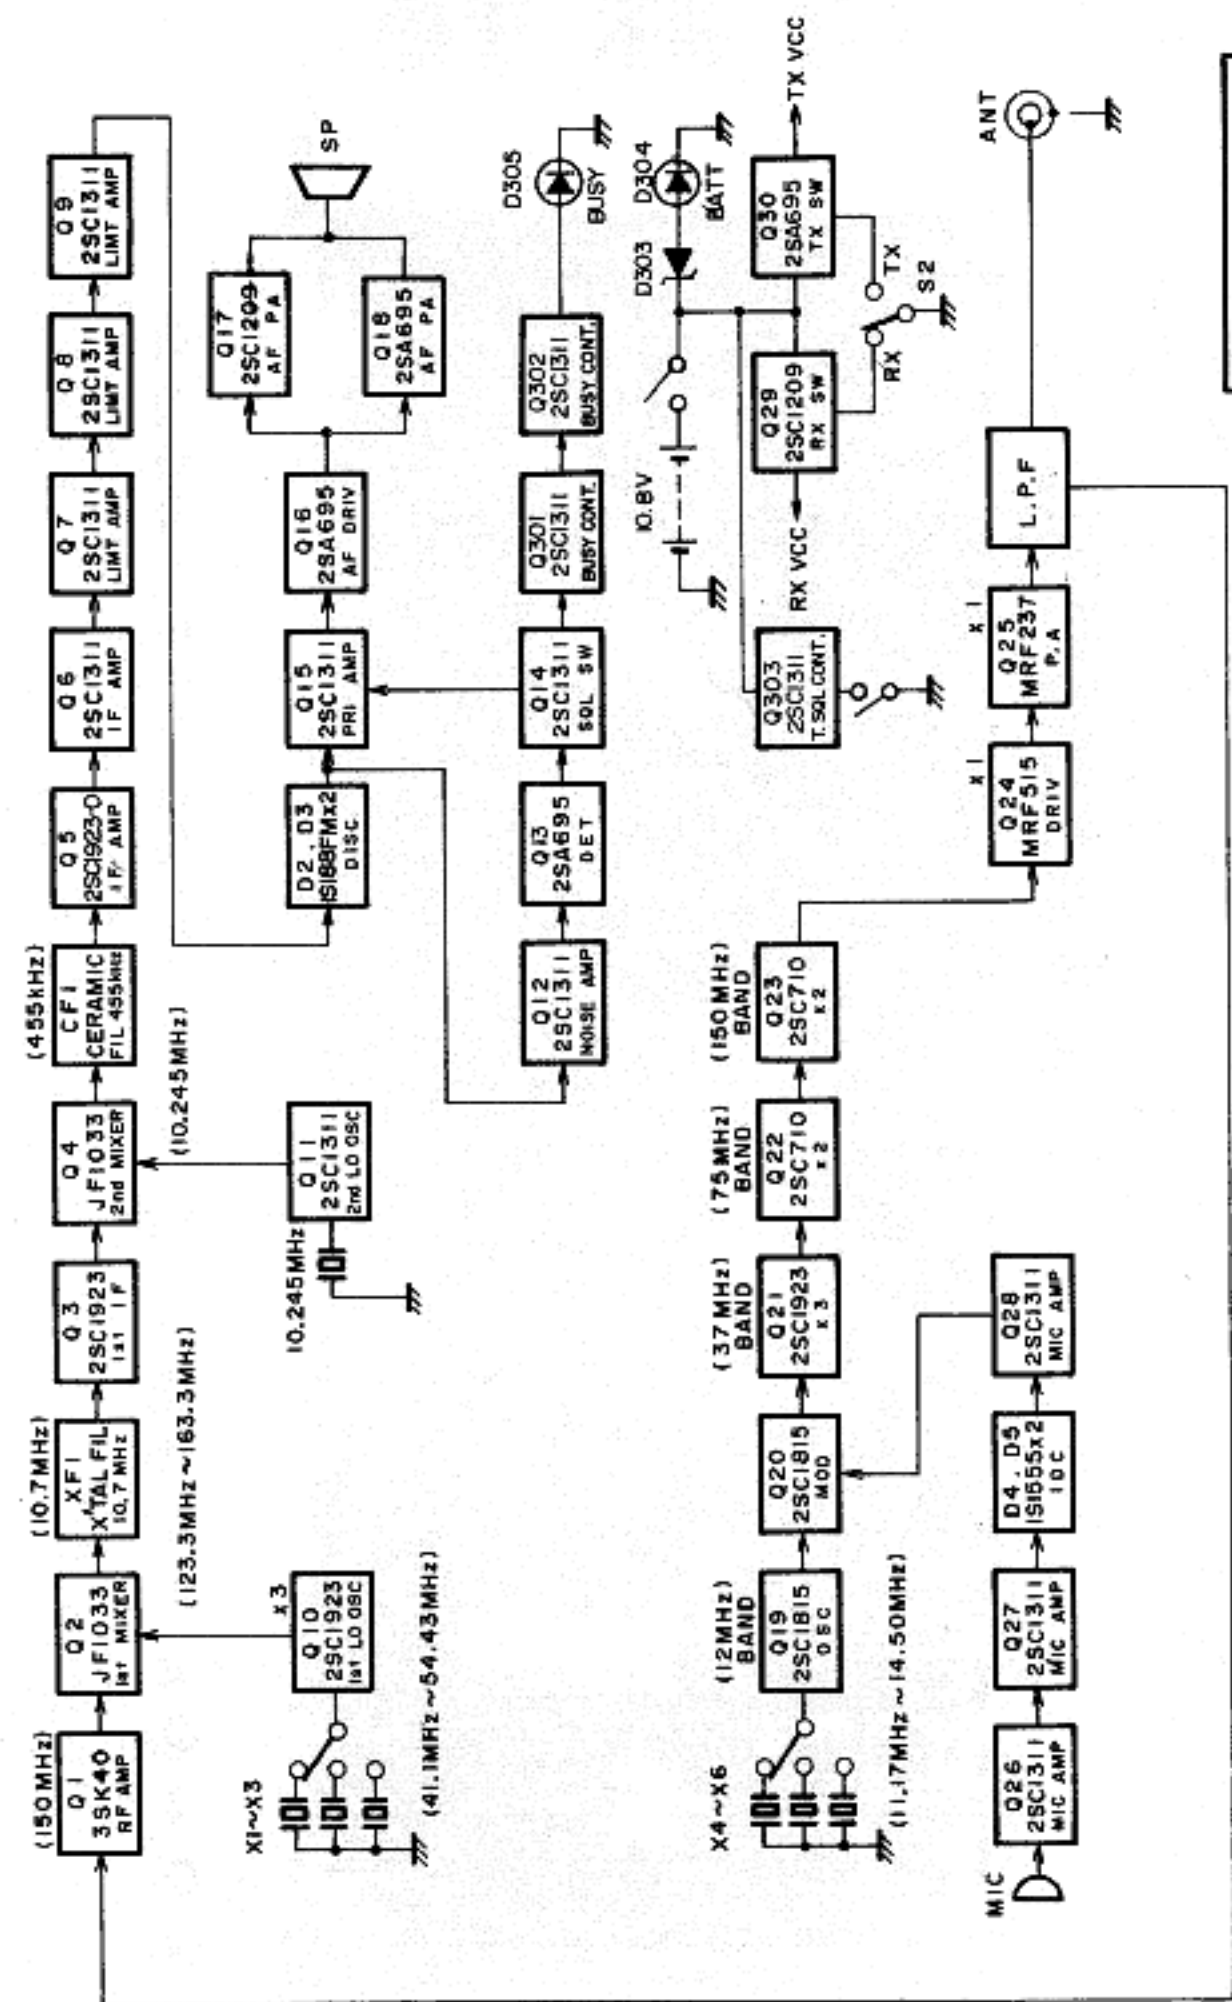 (150MHz)
Q1
3SK40
RF AMP
Q2
JF1033
1st MIXER
(10.7MHz)
XF1
X'TAL FIL
10.7 MHz
Q3
2SC1923
1st IF
Q4
JF1033
2nd MIXER
(455kHz)
CF1
CERAMIC
FIL 455kHz
Q5
2SC1923-O
IF AMP
Q6
2SC1311
IF AMP
Q7
2SC1311
LIMT AMP
Q8
2SC1311
LIMT AMP
Q9
2SC1311
LIMT AMP
(123.3MHz~163.3MHz)
(10.245MHz)
X1~X3
x3
Q10
2SC1923
1st LO OSC
(41.1MHz~54.43MHz)
10.245MHz
Q11
2SC1311
2nd LO OSC
D2, D3
1S188FMx2
DISC.
Q15
2SC1311
PRI AMP
Q16
2SA695
AF DRIV
Q17
2SC1209
AF PA
Q18
2SA695
AF PA
SP
Q12
2SC1311
NOISE AMP
Q13
2SA695
DET
Q14
2SC1311
SQL SW
Q301
2SC1311
BUSY CONT.
Q302
2SC1311
BUSY CONT.
D305
BUSY
10.8V
D303
D304
BATT
Q303
2SC1311
T. SQL CONT.
RX VCC
Q29
2SC1209
RX SW
Q30
2SA695
TX SW
TX VCC
RX
TX
S2
X4~X6
(12MHz)
BAND
Q19
2SC1815
OSC
(11.17MHz~14.50MHz)
Q20
2SC1815
MOD
(37MHz)
BAND
Q21
2SC1923
x3
(75MHz)
BAND
Q22
2SC710
x2
(150MHz)
BAND
Q23
2SC710
x2
x1
Q24
MRF515
DRIV
x1
Q25
MRF237
P.A
L.P.F
ANT
MIC
Q26
2SC1311
MIC AMP
Q27
2SC1311
MIC AMP
D4, D5
1S1555x2
IDC
Q28
2SC1311
MIC AMP